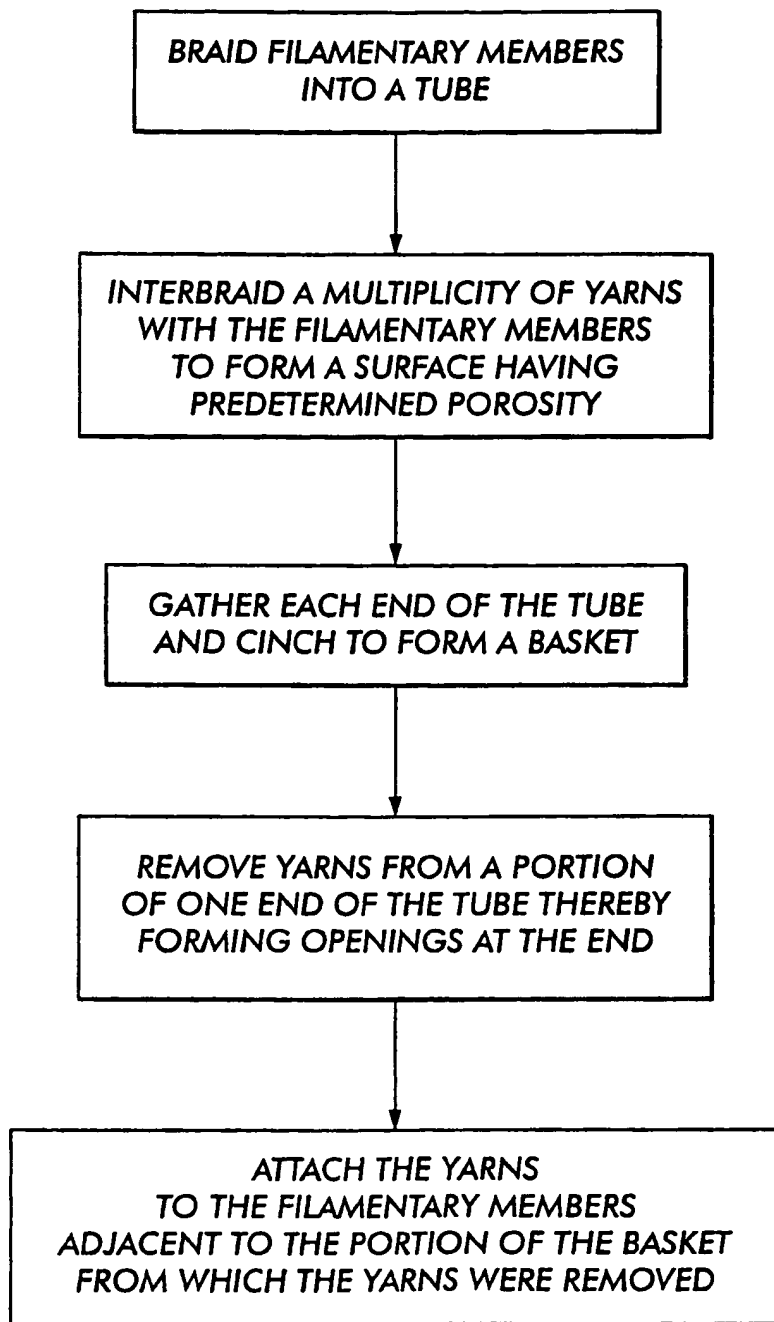 BRAID FILAMENTARY MEMBERS
INTO A TUBE
INTERBRAID A MULTIPLICITY OF YARNS
WITH THE FILAMENTARY MEMBERS
TO FORM A SURFACE HAVING
PREDETERMINED POROSITY
GATHER EACH END OF THE TUBE
AND CINCH TO FORM A BASKET
REMOVE YARNS FROM A PORTION
OF ONE END OF THE TUBE THEREBY
FORMING OPENINGS AT THE END
ATTACH THE YARNS
TO THE FILAMENTARY MEMBERS
ADJACENT TO THE PORTION OF THE BASKET
FROM WHICH THE YARNS WERE REMOVED